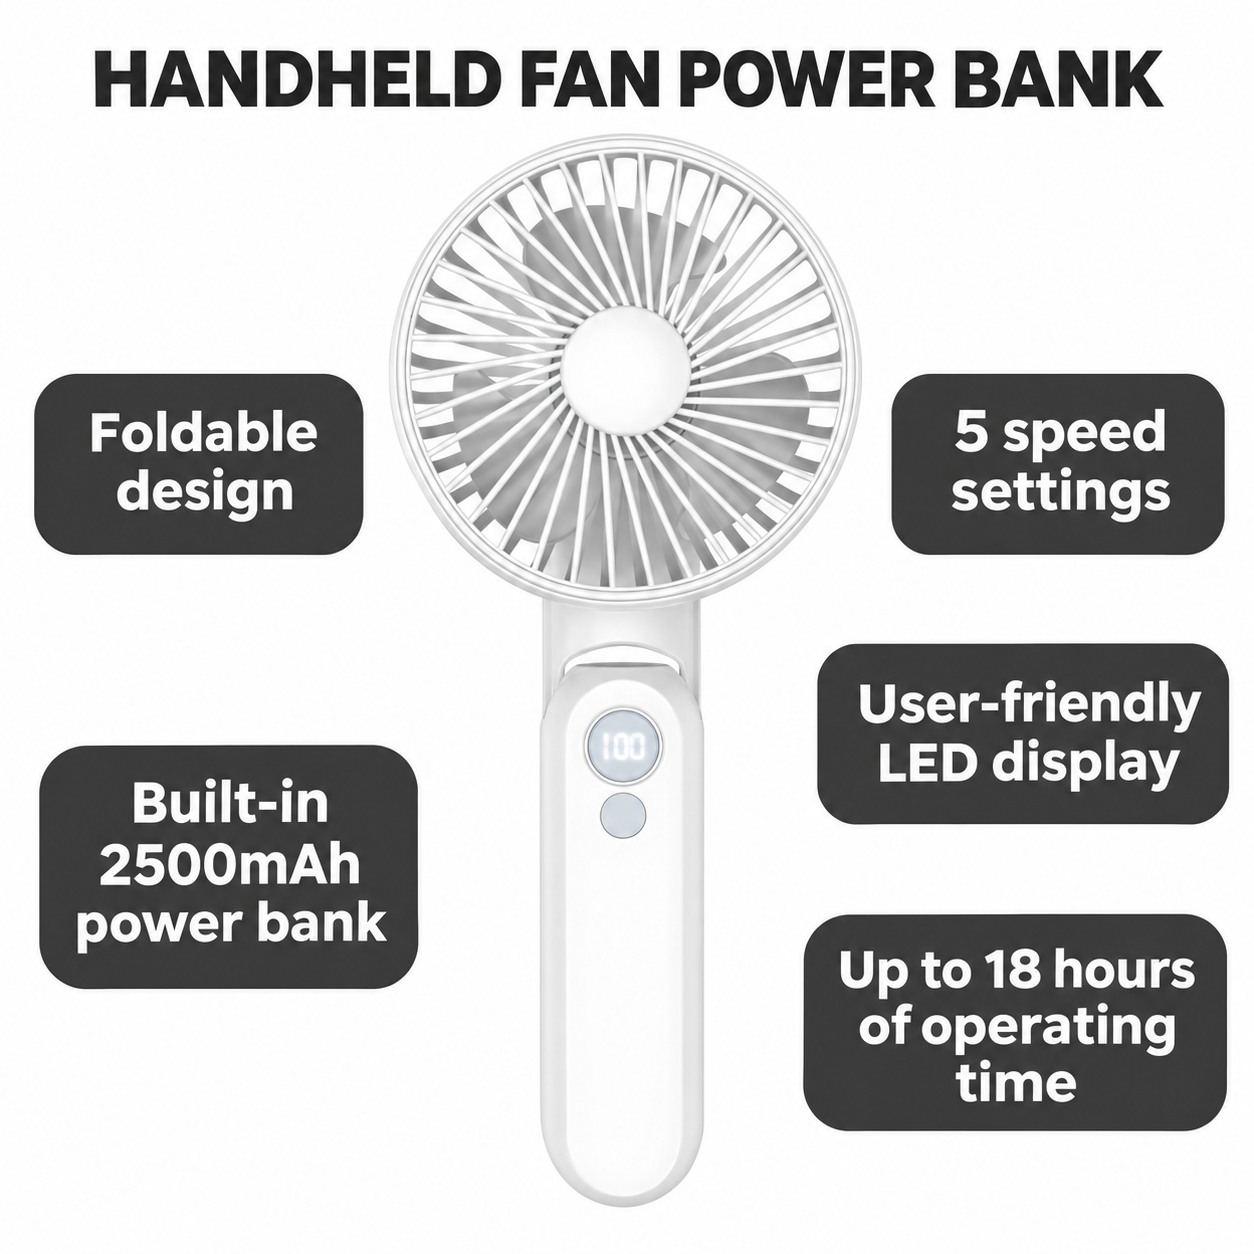 HANDHELD FAN POWER BANK
Foldable
design
5 speed
settings
User-friendly
LED display
100
Built-in
2500mAh
power bank
Up to 18 hours
of operating
time